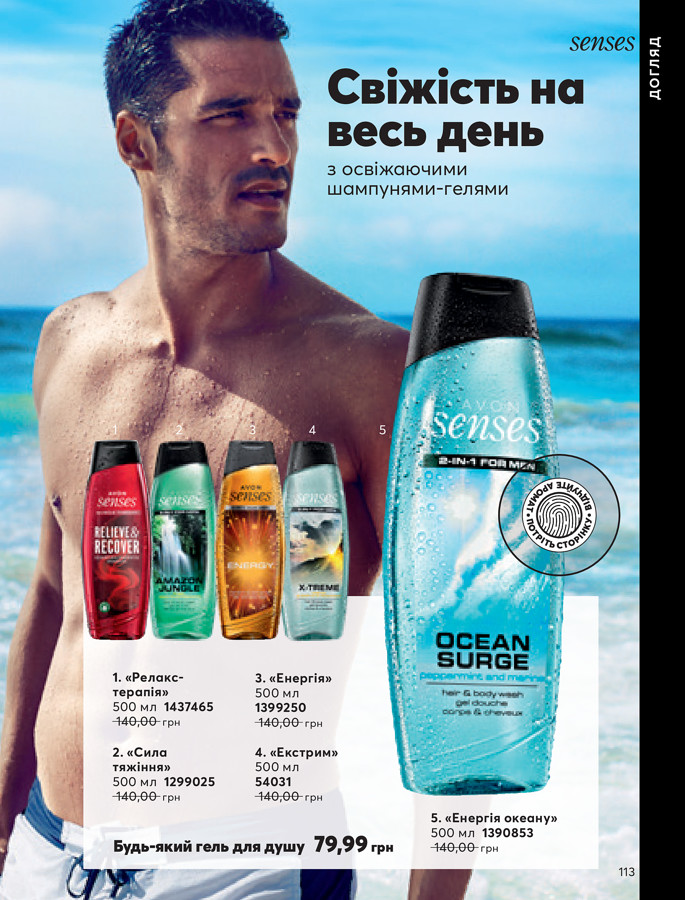 senses
ДОГЛЯД
Свіжість на
весь день
з освіжаючими
шампунями-гелями
1
2
3
4
5
AVON
senses
RELIEVE &
RECOVER
senses
AMAZON
JUNGLE
AVON
senses
ENERGY
senses
X-TREME
AVON
senses
2-IN-1 FOR MEN
OCEAN
SURGE
peppermint and marine
hair & body wash
gel douche
corps & cheveux
ВІДЧУЙТЕ АРОМАТ • ПОТРІТЬ СТОРІНКУ •
1. «Релакс-
терапія»
500 мл 1437465
140,00 грн
2. «Сила
тяжіння»
500 мл 1299025
140,00 грн
3. «Енергія»
500 мл
1399250
140,00 грн
4. «Екстрим»
500 мл
54031
140,00 грн
5. «Енергія океану»
500 мл 1390853
140,00 грн
Будь-який гель для душу 79,99 грн
113